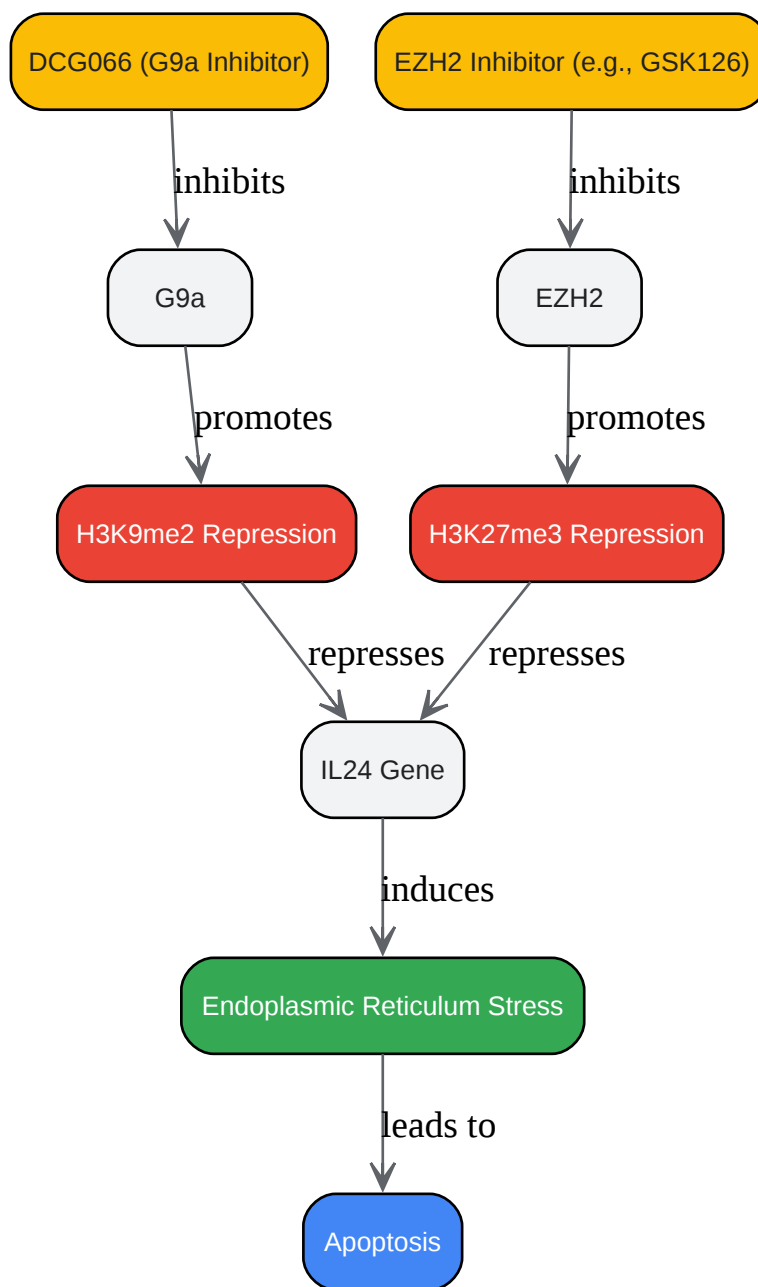 DCG066 (G9a Inhibitor)
EZH2 Inhibitor (e.g., GSK126)
inhibits
inhibits
G9a
EZH2
promotes
promotes
H3K9me2 Repression
H3K27me3 Repression
represses
represses
IL24 Gene
induces
Endoplasmic Reticulum Stress
leads to
Apoptosis